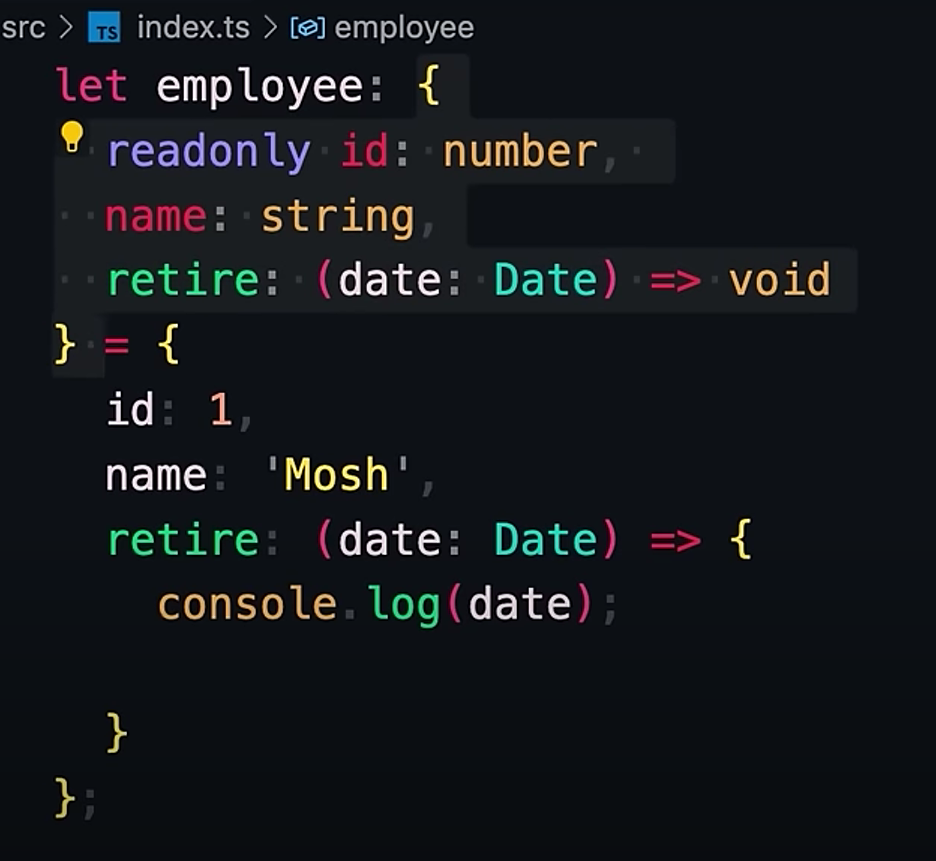 src > TS index.ts > employee
let employee: {
  readonly id: number,
  name: string,
  retire: (date: Date) => void
} = {
  id: 1,
  name: 'Mosh',
  retire: (date: Date) => {
    console.log(date);
  }
};